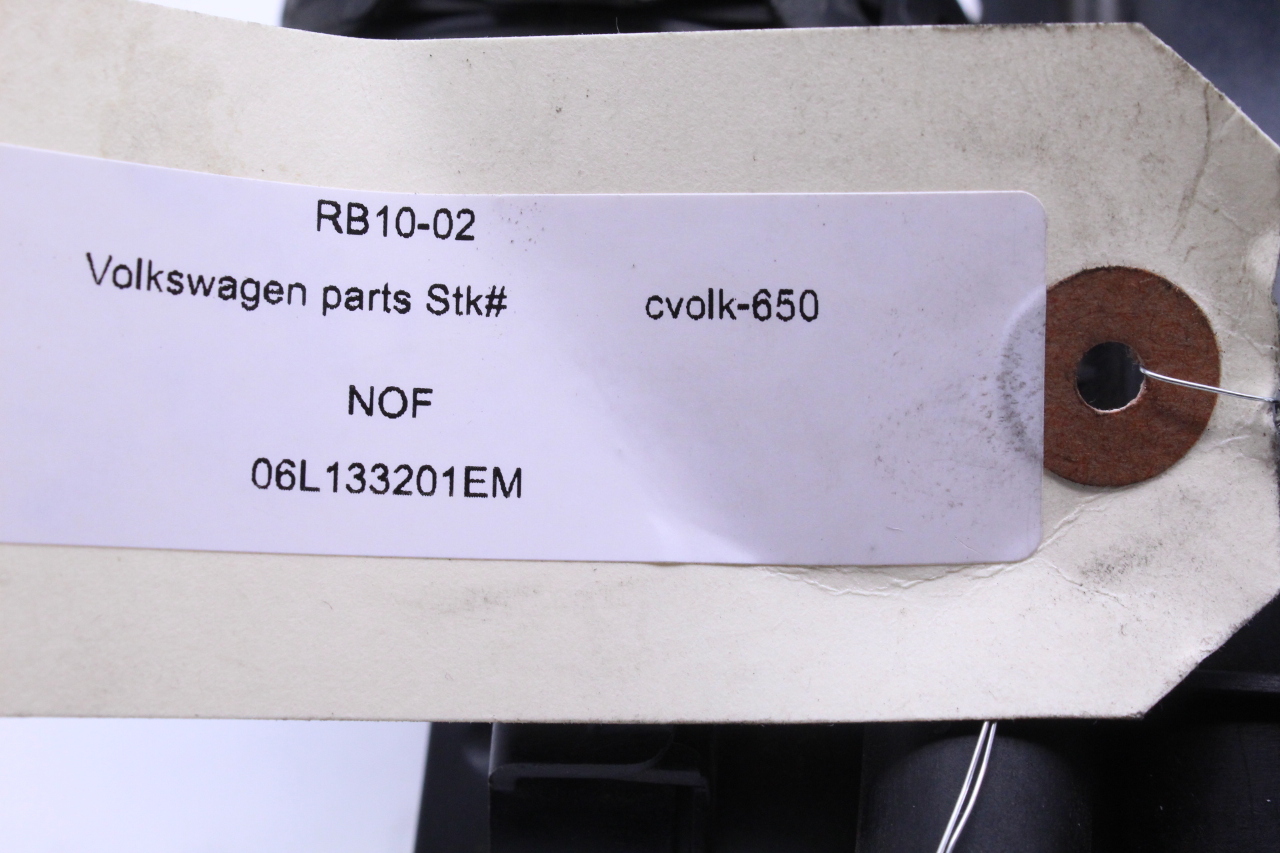 RB10-02
Volkswagen parts Stk# cvolk-650
NOF
06L133201EM